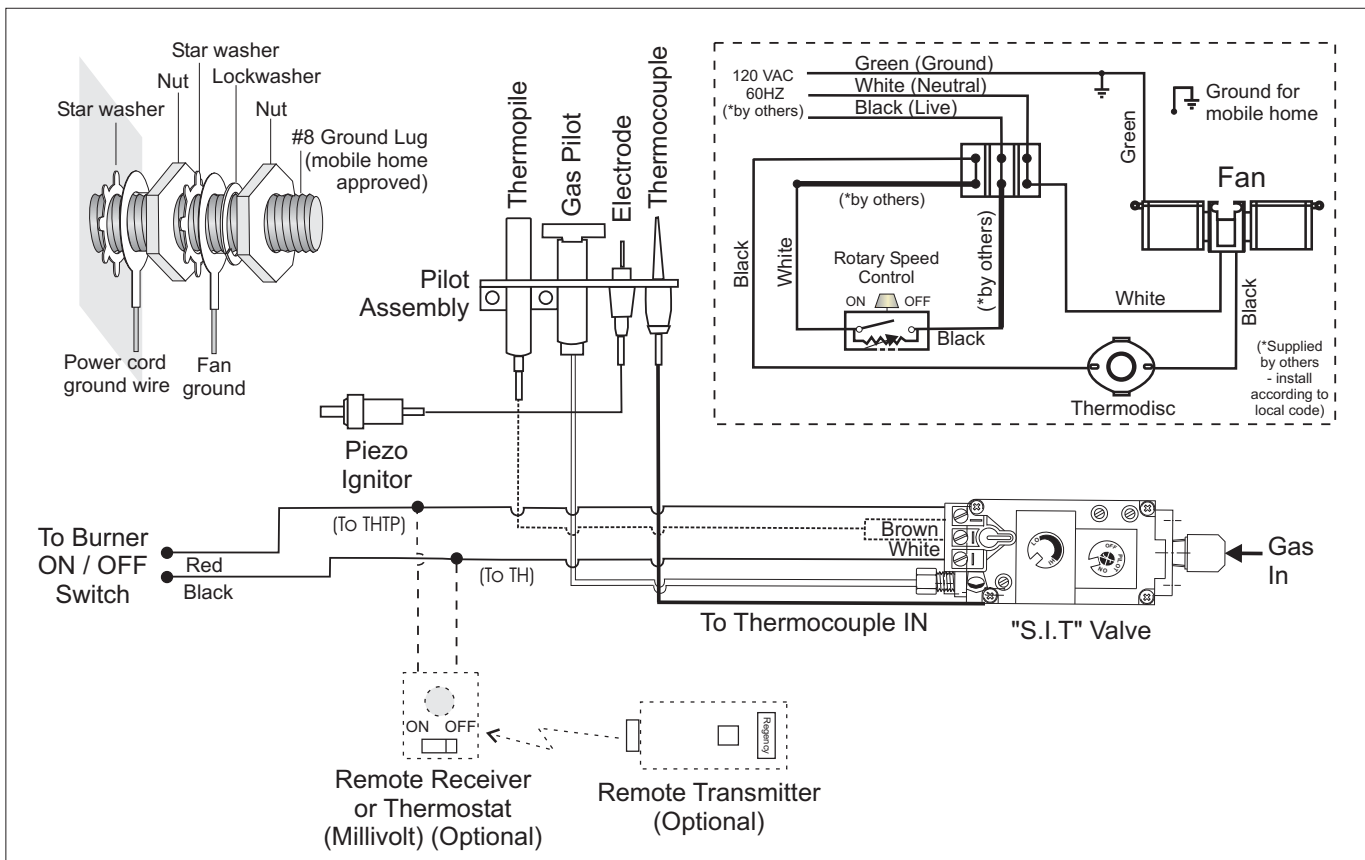 Star washer
Lockwasher
Nut
Star washer
Nut
#8 Ground Lug
(mobile home
approved)
Power cord
ground wire
Fan
ground
Thermopile
Gas Pilot
Electrode
Thermocouple
Pilot
Assembly
Piezo
Ignitor
120 VAC
60HZ
(*by others)
Green (Ground)
White (Neutral)
Black (Live)
Ground for
mobile home
Green
Fan
(*by others)
(*by others)
Black
White
Rotary Speed
Control
ON OFF
Black
White
Black
Thermodisc
(*Supplied
by others
- install
according to
local code)
To Burner
ON / OFF
Switch
Red
Black
(To THTP)
(To TH)
Brown
White
HI
LO
OFF
PILOT
ON
Gas
In
To Thermocouple IN
"S.I.T" Valve
ON OFF
Regency
Remote Receiver
or Thermostat
(Millivolt) (Optional)
Remote Transmitter
(Optional)